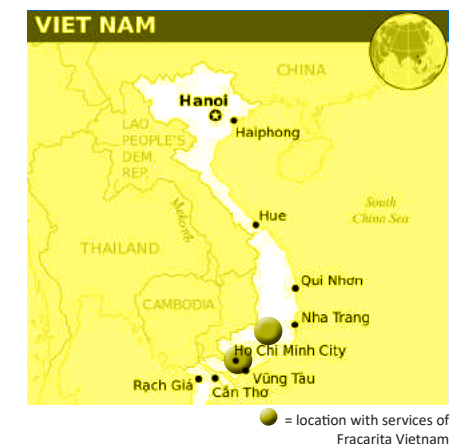 VIET NAM
CHINA
Hanoi
Haiphong
LAO
PEOPLE'S
DEM.
REP.
Mekong
South
China Sea
Hue
THAILAND
Qui Nhơn
CAMBODIA
Nha Trang
Ho Chi Minh City
Vũng Tàu
Rạch Giá
Cần Thơ
= location with services of
Fracarita Vietnam